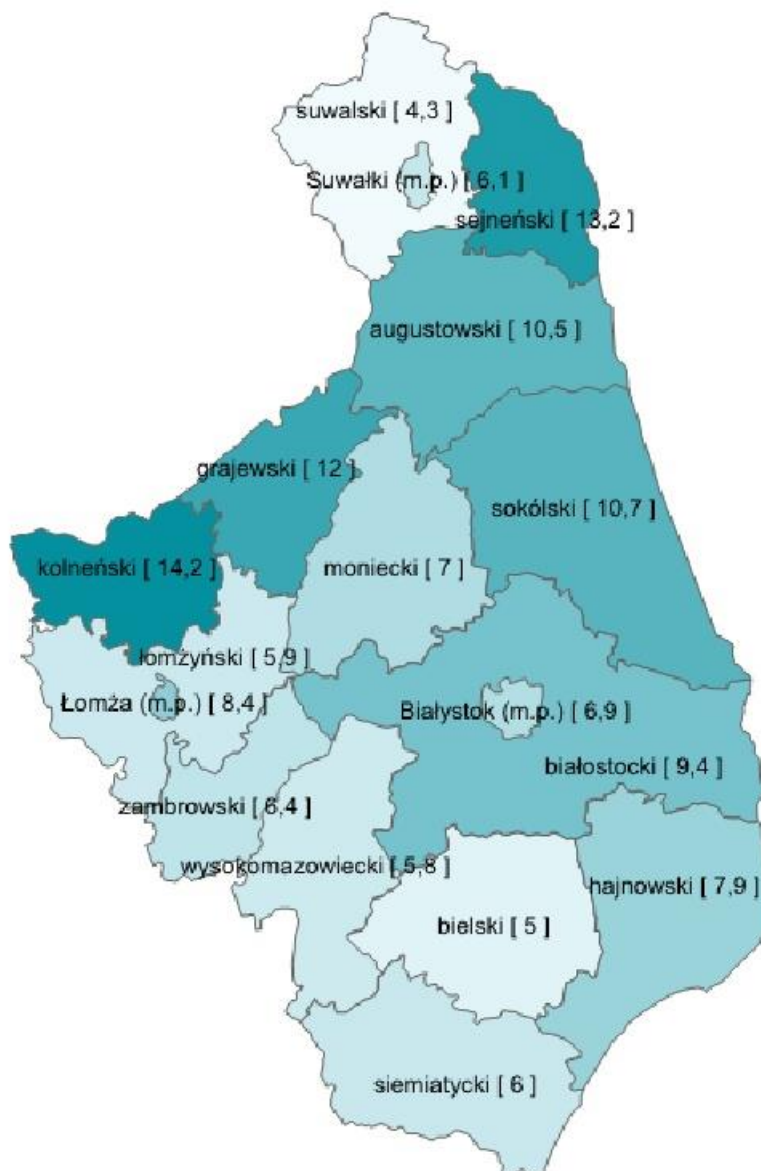 suwalski [ 4,3 ]
Suwałki (m.p.) [ 6,1 ]
sejneński [ 13,2 ]
augustowski [ 10,5 ]
grajewski [ 12 ]
sokólski [ 10,7 ]
kolneński [ 14,2 ]
moniecki [ 7 ]
łomżyński [ 5,9 ]
Łomża (m.p.) [ 8,4 ]
Białystok (m.p.) [ 6,9 ]
białostocki [ 9,4 ]
zambrowski [ 6,4 ]
wysokomazowiecki [ 5,8 ]
hajnowski [ 7,9 ]
bielski [ 5 ]
siemiatycki [ 6 ]